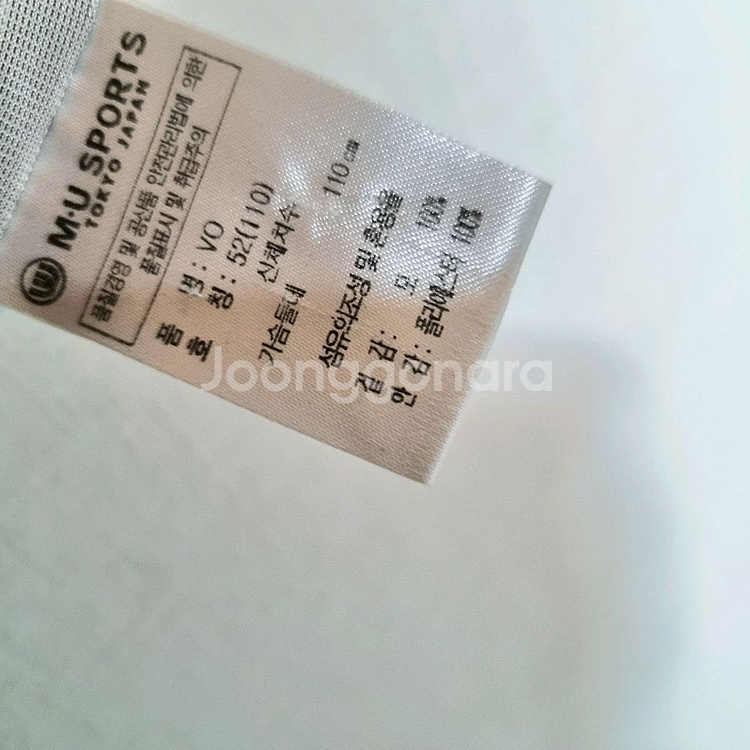 M·U SPORTS
TOKYO JAPAN
품질경영 및 공산품 안전관리법에 의한
품질표시 및 취급주의
품 명 : VO
호 칭 : 52(110)
신체치수
가슴둘레 110 cm
섬유의조성 및 혼용율
겉 감 : 모 100%
안 감 : 폴리에스터 100%
Joonggonara